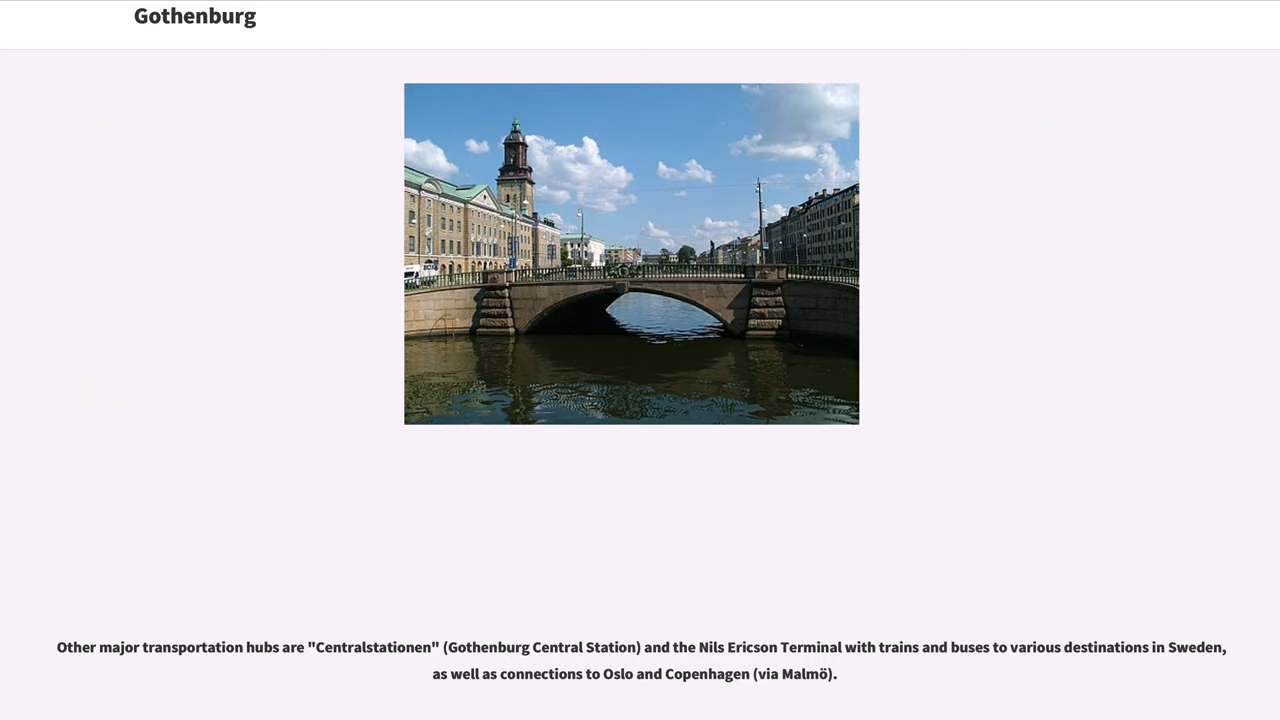 Gothenburg
Other major transportation hubs are "Centralstationen" (Gothenburg Central Station) and the Nils Ericson Terminal with trains and buses to various destinations in Sweden,
as well as connections to Oslo and Copenhagen (via Malmö).